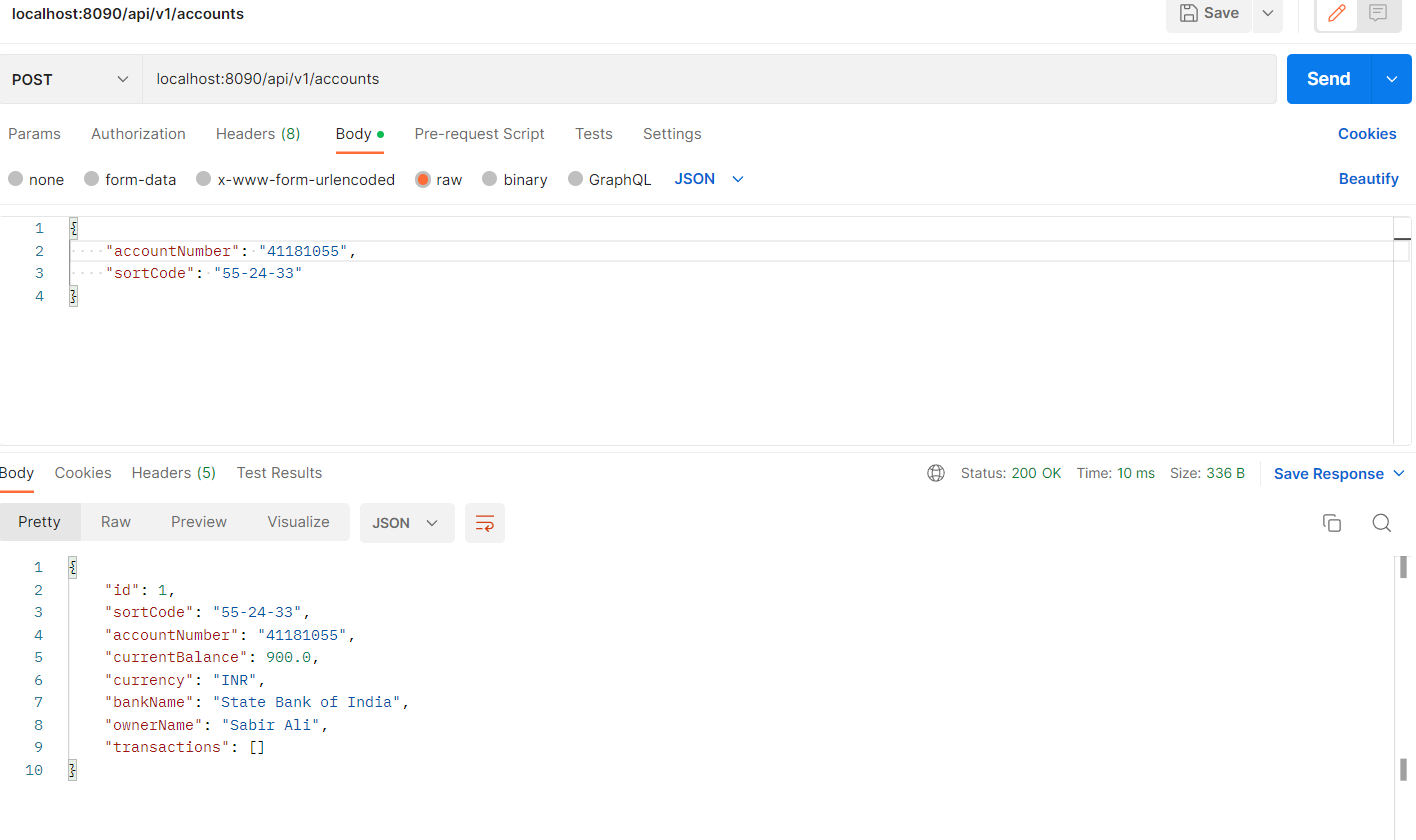 localhost:8090/api/v1/accounts
Save
POST
localhost:8090/api/v1/accounts
Send
Params Authorization Headers (8) Body Pre-request Script Tests Settings Cookies
none form-data x-www-form-urlencoded raw binary GraphQL JSON Beautify
1 {
2 "accountNumber": "41181055",
3 "sortCode": "55-24-33"
4 }
Body Cookies Headers (5) Test Results Status: 200 OK Time: 10 ms Size: 336 B Save Response
Pretty Raw Preview Visualize JSON
1 {
2 "id": 1,
3 "sortCode": "55-24-33",
4 "accountNumber": "41181055",
5 "currentBalance": 900.0,
6 "currency": "INR",
7 "bankName": "State Bank of India",
8 "ownerName": "Sabir Ali",
9 "transactions": []
10 }